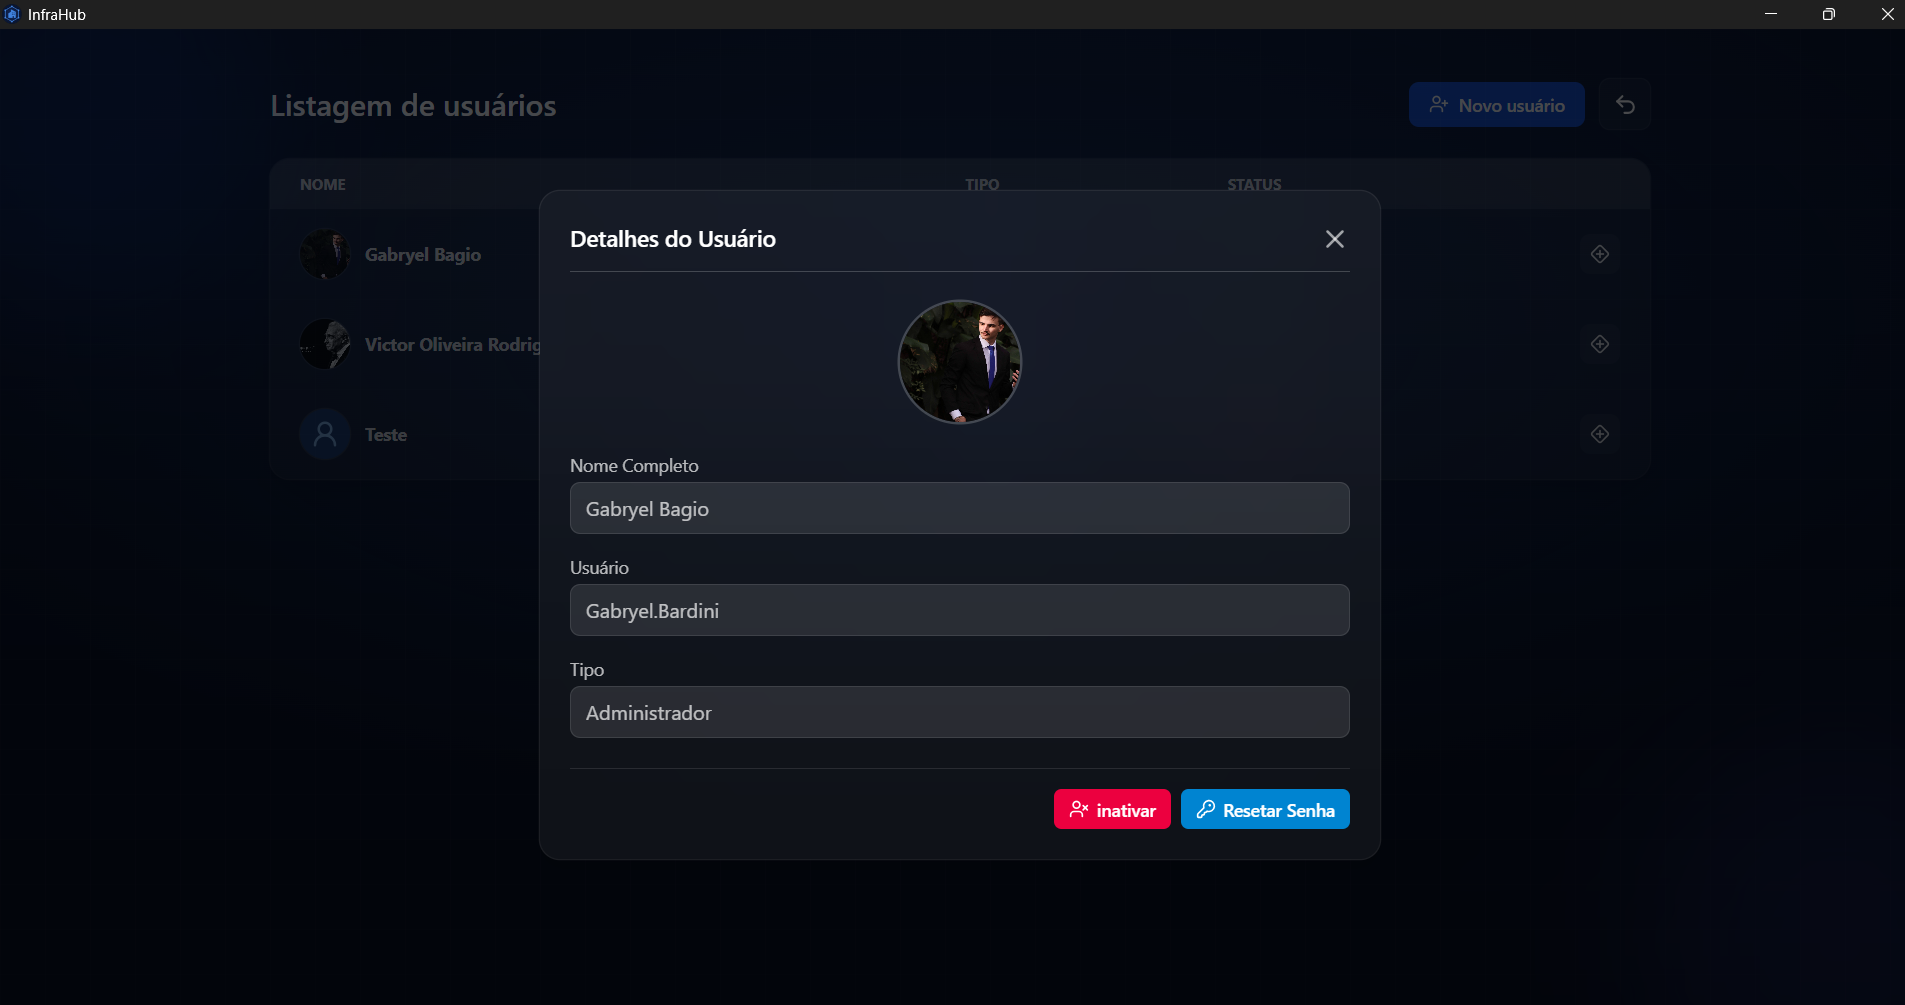 InfraHub
Listagem de usuários
Novo usuário
NOME TIPO STATUS
Gabryel Bagio
Victor Oliveira Rodrig
Teste
Detalhes do Usuário
Nome Completo
Gabryel Bagio
Usuário
Gabryel.Bardini
Tipo
Administrador
inativar
Resetar Senha